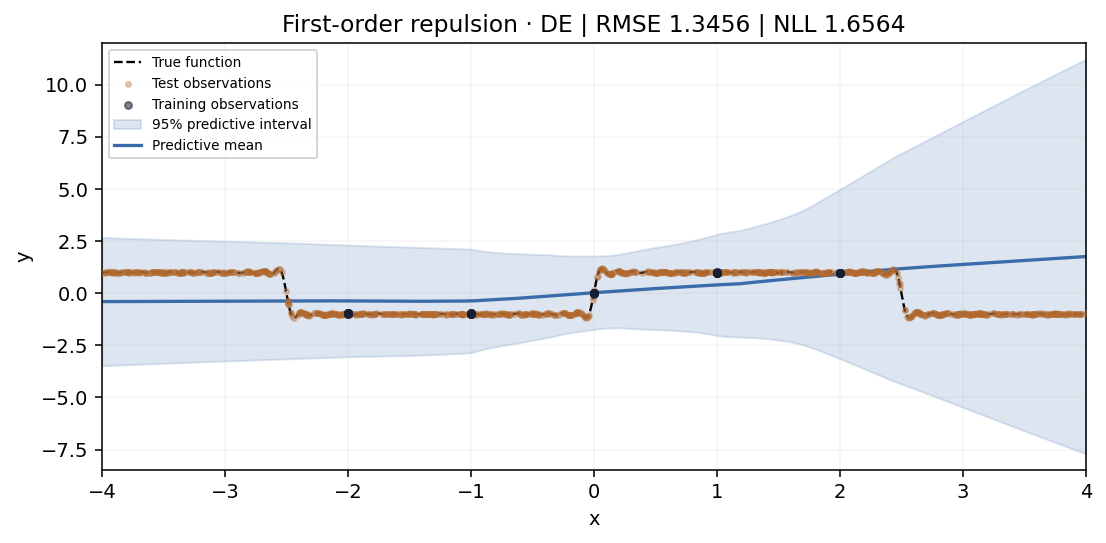 First-order repulsion · DE | RMSE 1.3456 | NLL 1.6564
True function
Test observations
Training observations
95% predictive interval
Predictive mean
10.0
7.5
5.0
2.5
0.0
−2.5
−5.0
−7.5
y
−4 −3 −2 −1 0 1 2 3 4
x